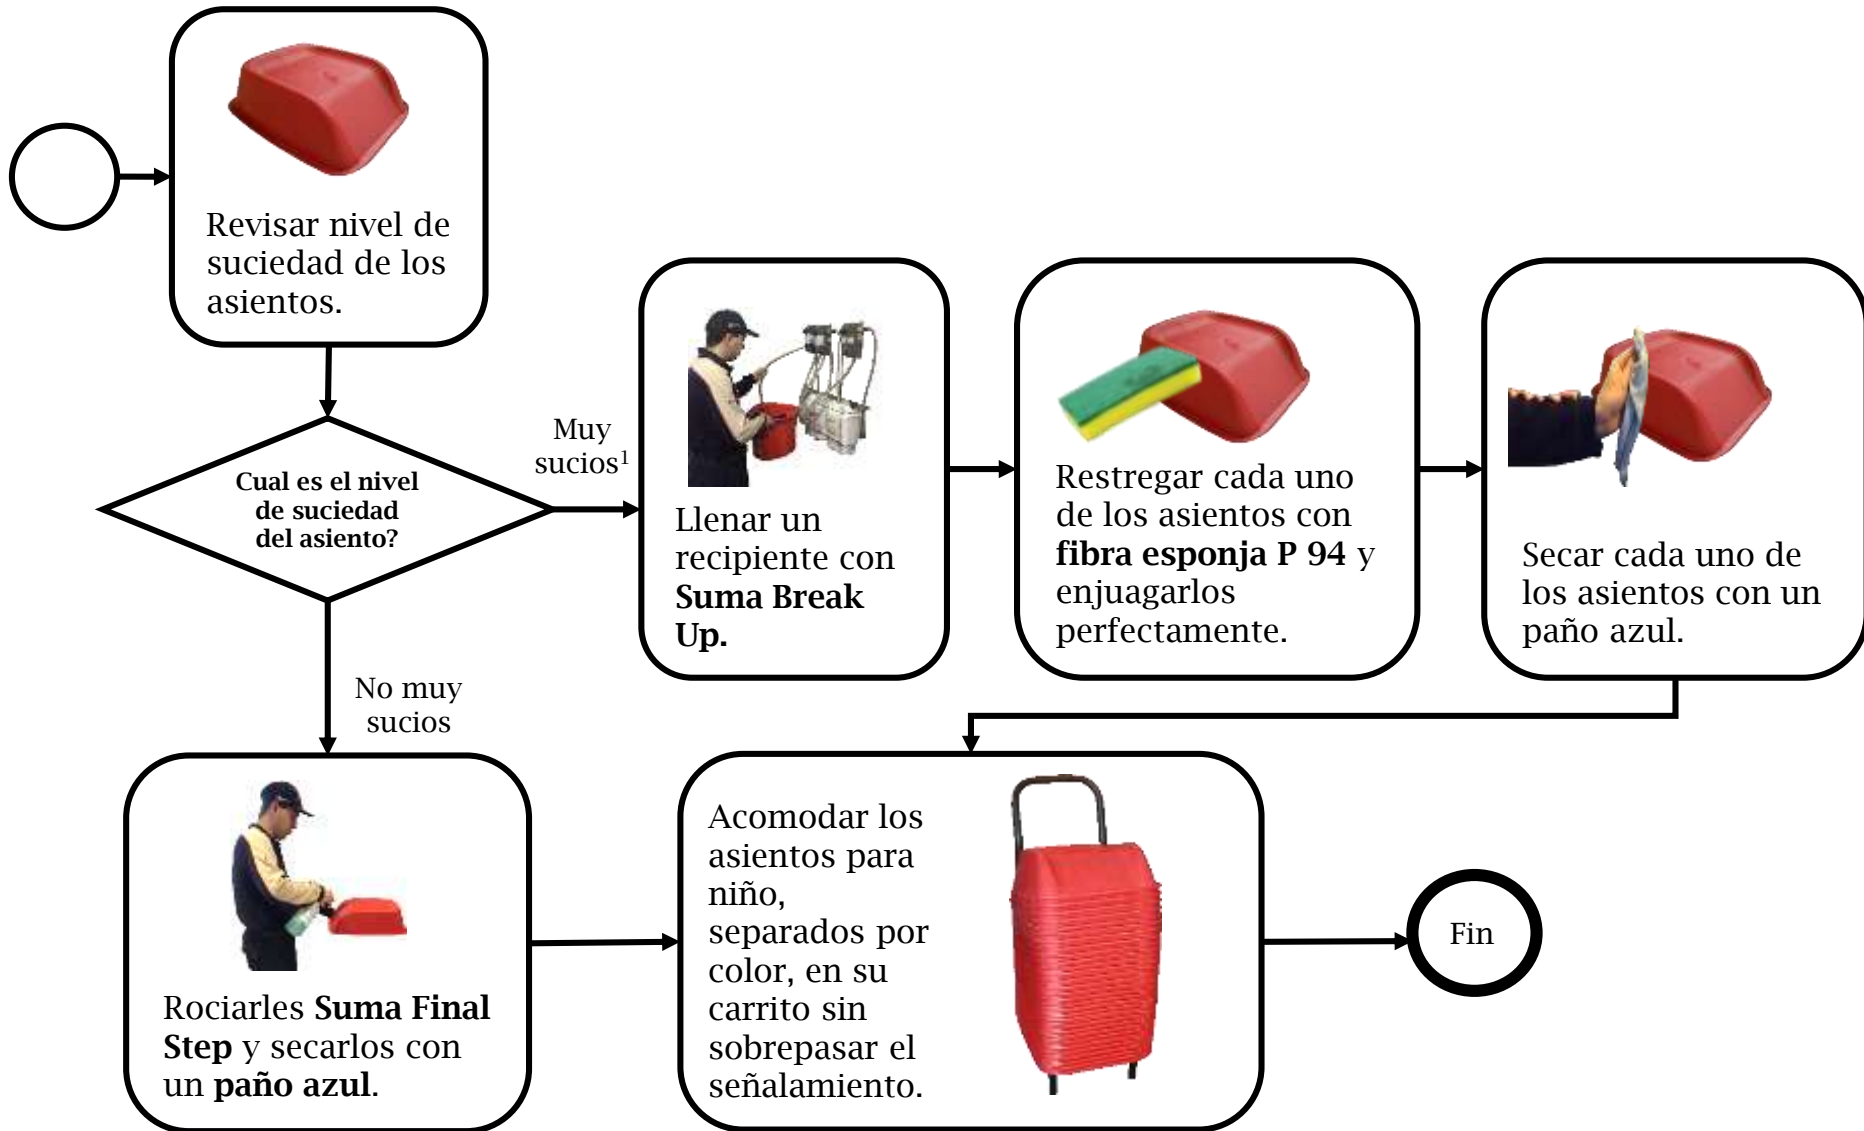 Revisar nivel de
suciedad de los
asientos.
Cual es el nivel
de suciedad
del asiento?
Muy
sucios¹
Llenar un
recipiente con
Suma Break
Up.
Restregar cada uno
de los asientos con
fibra esponja P 94 y
enjuagarlos
perfectamente.
Secar cada uno de
los asientos con un
paño azul.
No muy
sucios
Rociarles Suma Final
Step y secarlos con
un paño azul.
Acomodar los
asientos para
niño,
separados por
color, en su
carrito sin
sobrepasar el
señalamiento.
Fin